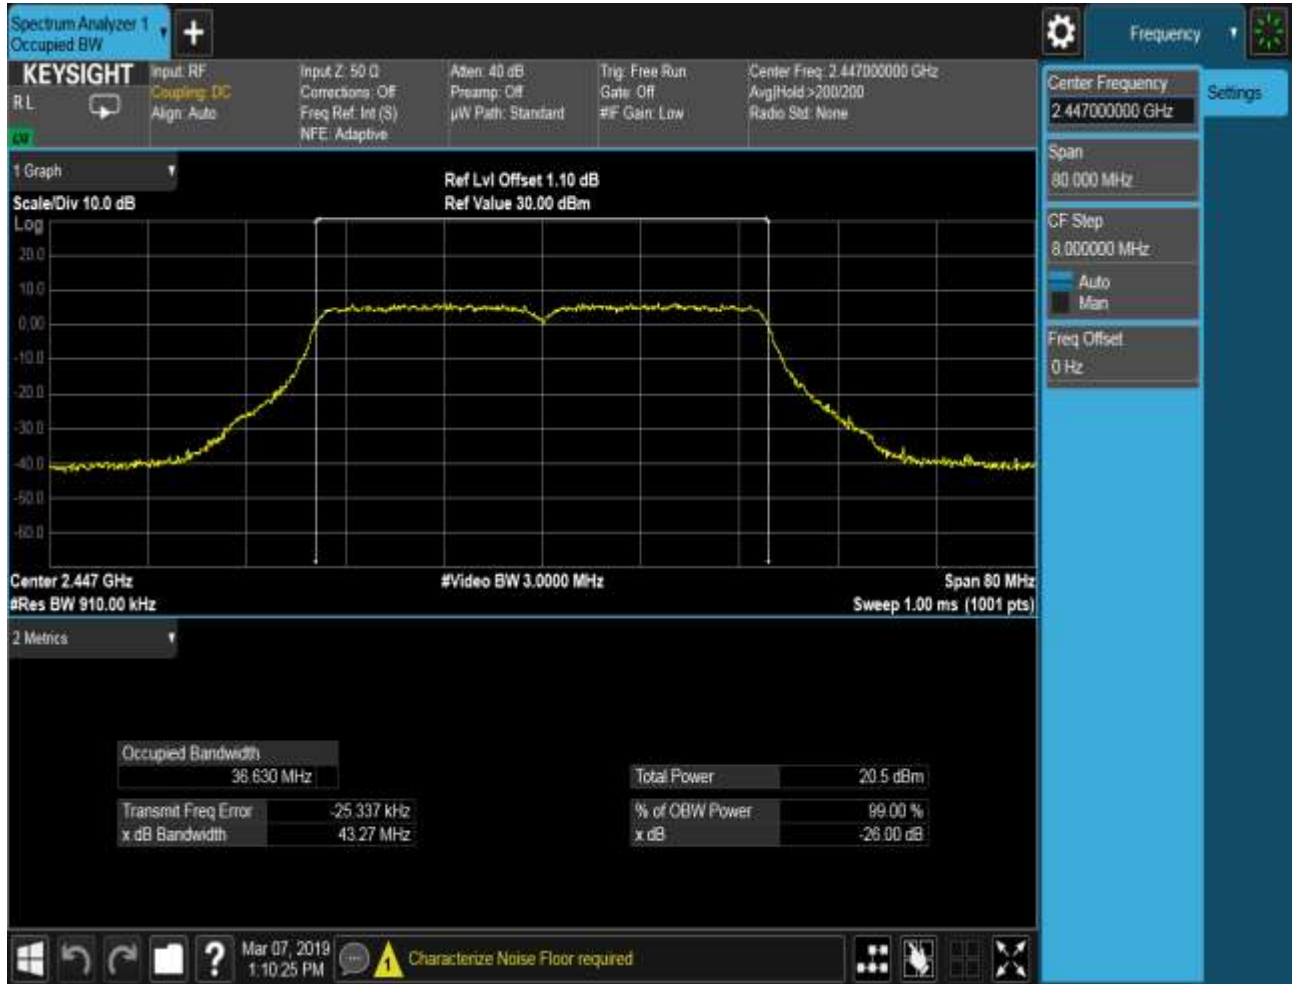 Spectrum Analyzer 1
Occupied BW
Frequency
KEYSIGHT
RL
Input: RF
Coupling: DC
Align: Auto
Input Z: 50 Ω
Corrections: Off
Freq Ref: Int (S)
NFE: Adaptive
Atten: 40 dB
Preamp: Off
µW Path: Standard
Trig: Free Run
Gate: Off
#IF Gain: Low
Center Freq: 2.447000000 GHz
Avg|Hold:>200/200
Radio Std: None
Center Frequency
2.447000000 GHz
Settings
Span
80.000 MHz
CF Step
8.000000 MHz
Auto
Man
Freq Offset
0 Hz
1 Graph
Scale/Div 10.0 dB
Ref Lvl Offset 1.10 dB
Ref Value 30.00 dBm
Log
20.0
10.0
0.00
-10.0
-20.0
-30.0
-40.0
-50.0
-60.0
Center 2.447 GHz
#Video BW 3.0000 MHz
Span 80 MHz
#Res BW 910.00 kHz
Sweep 1.00 ms (1001 pts)
2 Metrics
Occupied Bandwidth
36.630 MHz
Transmit Freq Error -25.337 kHz
x dB Bandwidth 43.27 MHz
Total Power 20.5 dBm
% of OBW Power 99.00 %
x dB -26.00 dB
Mar 07, 2019
1:10:25 PM
1
Characterize Noise Floor required